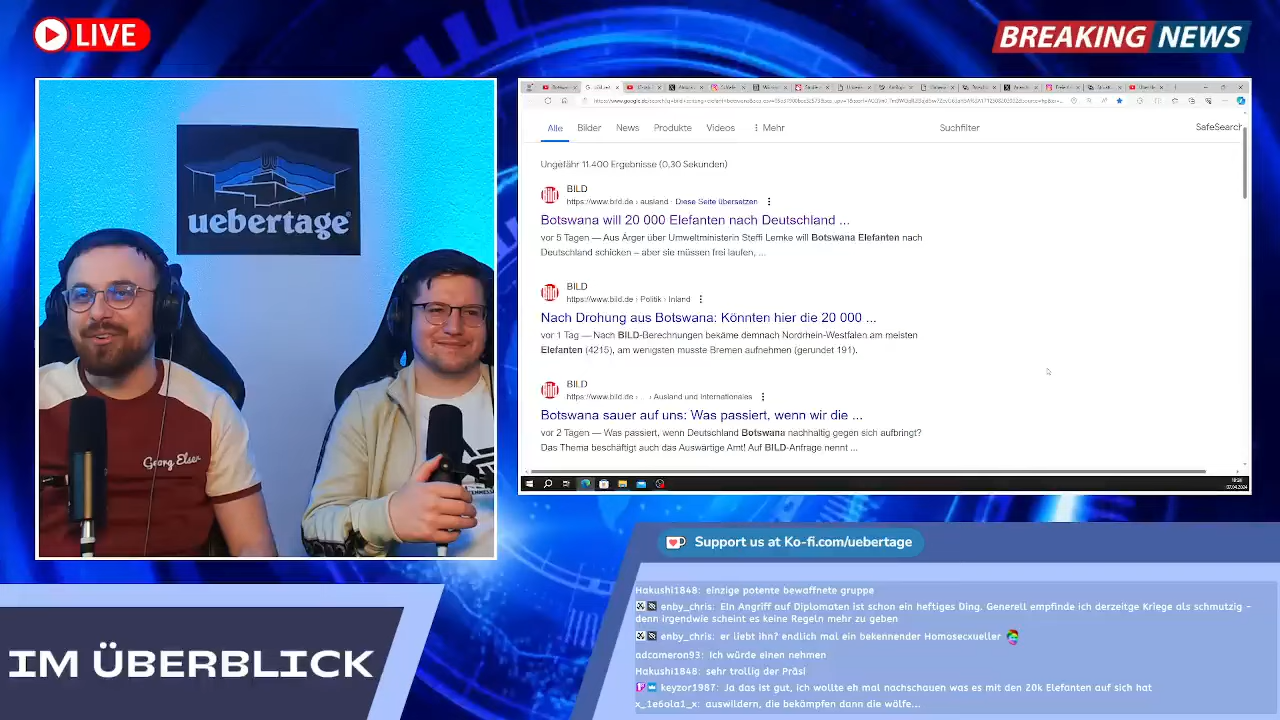 LIVE
BREAKING NEWS
uebertage
Georg Elser
Alle Bilder News Produkte Videos Mehr Suchfilter SafeSearch
Ungefähr 11.400 Ergebnisse (0,30 Sekunden)
BILD
https://www.bild.de › ausland · Diese Seite übersetzen
Botswana will 20 000 Elefanten nach Deutschland ...
vor 5 Tagen — Aus Ärger über Umweltministerin Steffi Lemke will Botswana Elefanten nach
Deutschland schicken – aber sie müssen frei laufen, ...
BILD
https://www.bild.de › Politik › Inland
Nach Drohung aus Botswana: Könnten hier die 20 000 ...
vor 1 Tag — Nach BILD-Berechnungen bekäme demnach Nordrhein-Westfalen am meisten
Elefanten (4215), am wenigsten müsste Bremen aufnehmen (gerundet 191).
BILD
https://www.bild.de › ... › Ausland und Internationales
Botswana sauer auf uns: Was passiert, wenn wir die ...
vor 2 Tagen — Was passiert, wenn Deutschland Botswana nachhaltig gegen sich aufbringt?
Das Thema beschäftigt auch das Auswärtige Amt! Auf BILD-Anfrage nennt ...
Support us at Ko-fi.com/uebertage
Hakushi1848: einzige potente bewaffnete gruppe
enby_chris: EIn Angriff auf Diplomaten ist schon ein heftiges Ding. Generell empfinde ich derzeitge Kriege als schmutzig –
denn irgendwie scheint es keine Regeln mehr zu geben
enby_chris: er liebt ihn? endlich mal ein bekennender Homosecxueller
adcameron93: Ich würde einen nehmen
Hakushi1848: sehr trollig der Präsi
keyzor1987: Ja das ist gut, ich wollte eh mal nachschauen was es mit den 20k Elefanten auf sich hat
x_1e6ola1_x: auswildern, die bekämpfen dann die wölfe...
IM ÜBERBLICK